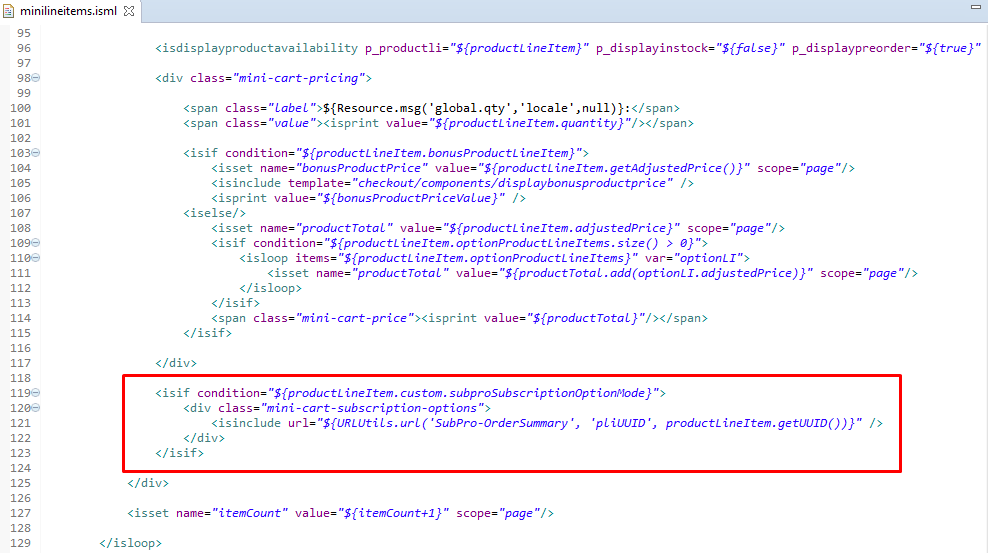 minilineitems.isml
95
96 <isdisplayproductavailability p_productli="${productLineItem}" p_displayinstock="${false}" p_displaypreorder="${true}"
97
98 <div class="mini-cart-pricing">
99
100 <span class="label">${Resource.msg('global.qty','locale',null)}:</span>
101 <span class="value"><isprint value="${productLineItem.quantity}"/></span>
102
103 <isif condition="${productLineItem.bonusProductLineItem}">
104 <isset name="bonusProductPrice" value="${productLineItem.getAdjustedPrice()}" scope="page"/>
105 <isinclude template="checkout/components/displaybonusproductprice" />
106 <isprint value="${bonusProductPriceValue}" />
107 <iselse/>
108 <isset name="productTotal" value="${productLineItem.adjustedPrice}" scope="page"/>
109 <isif condition="${productLineItem.optionProductLineItems.size() > 0}">
110 <isloop items="${productLineItem.optionProductLineItems}" var="optionLI">
111 <isset name="productTotal" value="${productTotal.add(optionLI.adjustedPrice)}" scope="page"/>
112 </isloop>
113 </isif>
114 <span class="mini-cart-price"><isprint value="${productTotal}"/></span>
115 </isif>
116
117 </div>
118
119 <isif condition="${productLineItem.custom.subproSubscriptionOptionMode}">
120 <div class="mini-cart-subscription-options">
121 <isinclude url="${URLUtils.url('SubPro-OrderSummary', 'pliUUID', productLineItem.getUUID())}" />
122 </div>
123 </isif>
124
125 </div>
126
127 <isset name="itemCount" value="${itemCount+1}" scope="page"/>
128
129 </isloop>